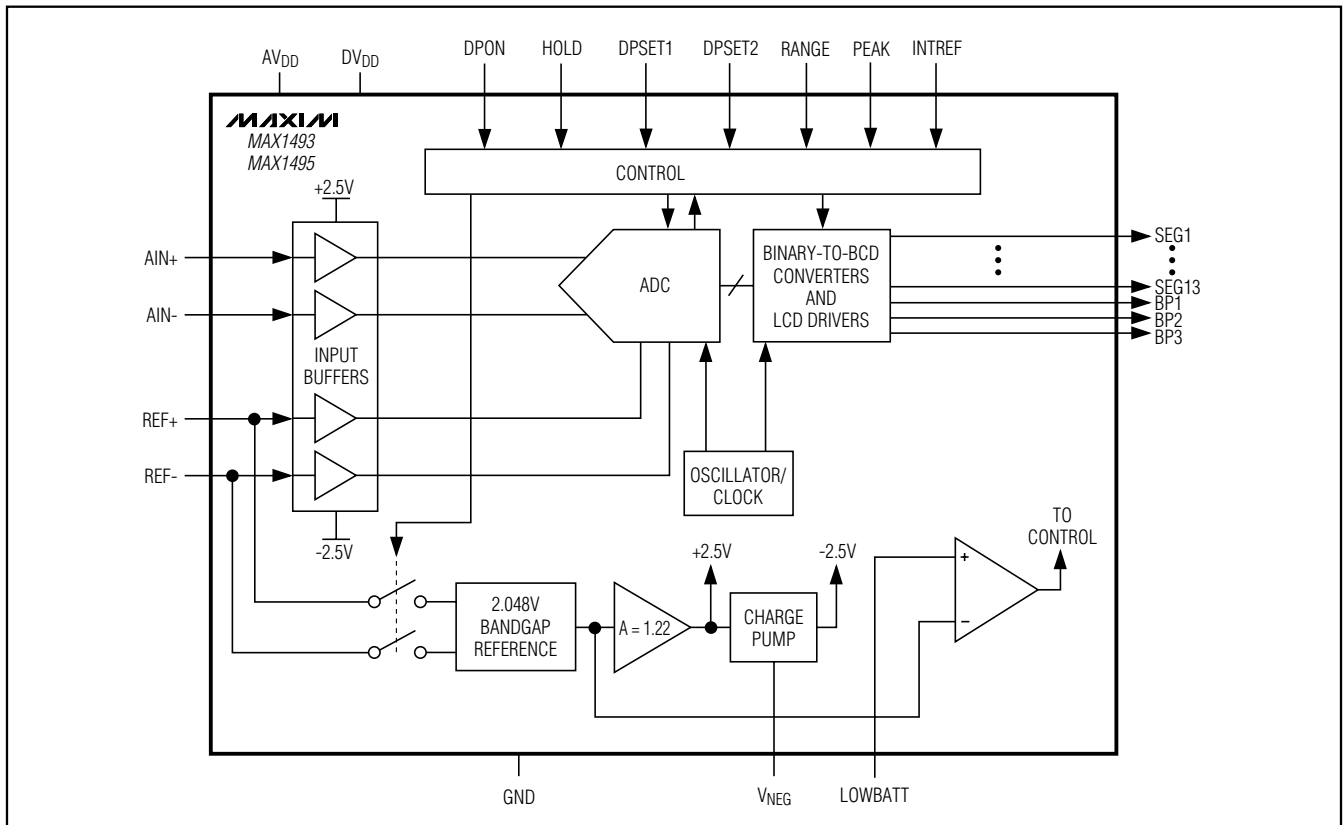 AVDD
DVDD
DPON
HOLD
DPSET1
DPSET2
RANGE
PEAK
INTREF
MAXIM
MAX1493
MAX1495
CONTROL
+2.5V
AIN+
AIN-
INPUT
BUFFERS
REF+
REF-
-2.5V
ADC
BINARY-TO-BCD
CONVERTERS
AND
LCD DRIVERS
SEG1
SEG13
BP1
BP2
BP3
OSCILLATOR/
CLOCK
2.048V
BANDGAP
REFERENCE
A = 1.22
+2.5V
CHARGE
PUMP
-2.5V
+
−
TO
CONTROL
GND
VNEG
LOWBATT